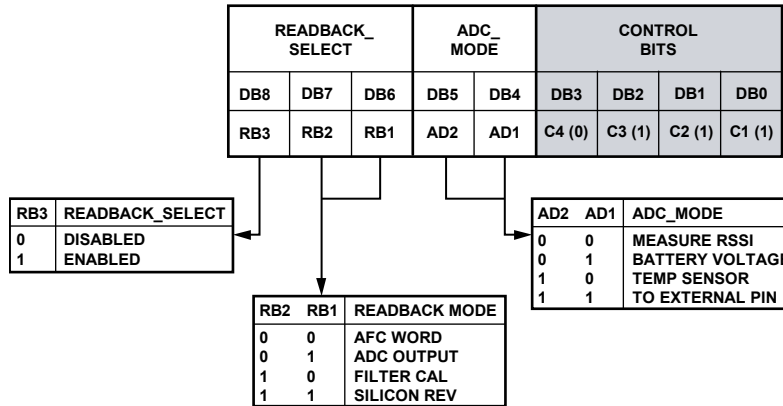 READBACK_ SELECT ADC_ MODE CONTROL BITS
DB8 DB7 DB6 DB5 DB4 DB3 DB2 DB1 DB0
RB3 RB2 RB1 AD2 AD1 C4 (0) C3 (1) C2 (1) C1 (1)
RB3 READBACK_SELECT
0 DISABLED
1 ENABLED
AD2 AD1 ADC_MODE
0 0 MEASURE RSSI
0 1 BATTERY VOLTAGE
1 0 TEMP SENSOR
1 1 TO EXTERNAL PIN
RB2 RB1 READBACK MODE
0 0 AFC WORD
0 1 ADC OUTPUT
1 0 FILTER CAL
1 1 SILICON REV